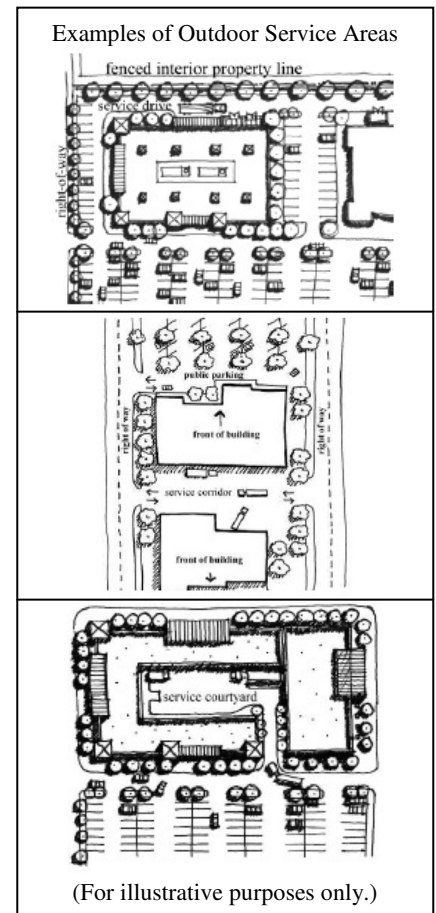 Examples of Outdoor Service Areas
fenced interior property line
service drive
right-of-way
public parking
right of way
front of building
right of way
service corridor
front of building
service courtyard
(For illustrative purposes only.)